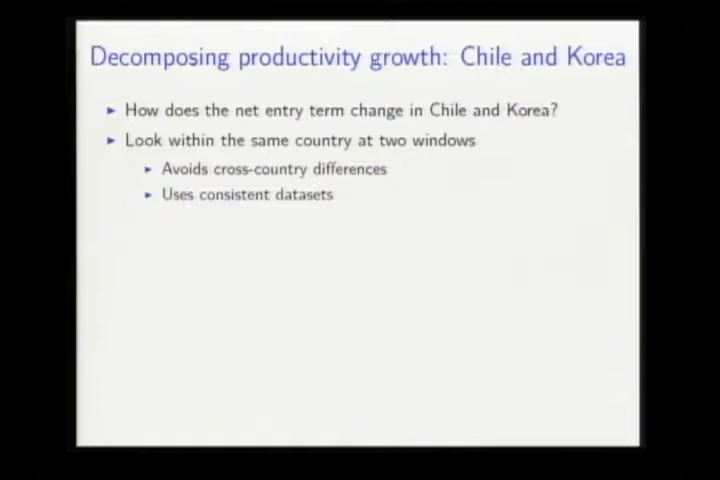 Decomposing productivity growth: Chile and Korea
How does the net entry term change in Chile and Korea?
Look within the same country at two windows
Avoids cross-country differences
Uses consistent datasets